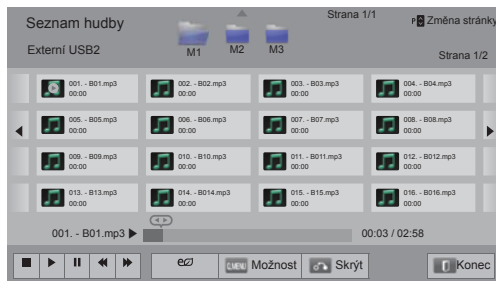 Seznam hudby
Strana 1/1
P Změna stránky
Externí USB2
M1 M2 M3
Strana 1/2
001. - B01.mp3
00:00
002. - B02.mp3
00:00
003. - B03.mp3
00:00
004. - B04.mp3
00:00
005. - B05.mp3
00:00
006. - B06.mp3
00:00
007. - B07.mp3
00:00
008. - B08.mp3
00:00
009. - B09.mp3
00:00
010. - B10.mp3
00:00
011. - B011.mp3
00:00
012. - B012.mp3
00:00
013. - B13.mp3
00:00
014. - B014.mp3
00:00
015. - B15.mp3
00:00
016. - B016.mp3
00:00
001. - B01.mp3
00:03 / 02:58
Q.MENU Možnost Skrýt Konec